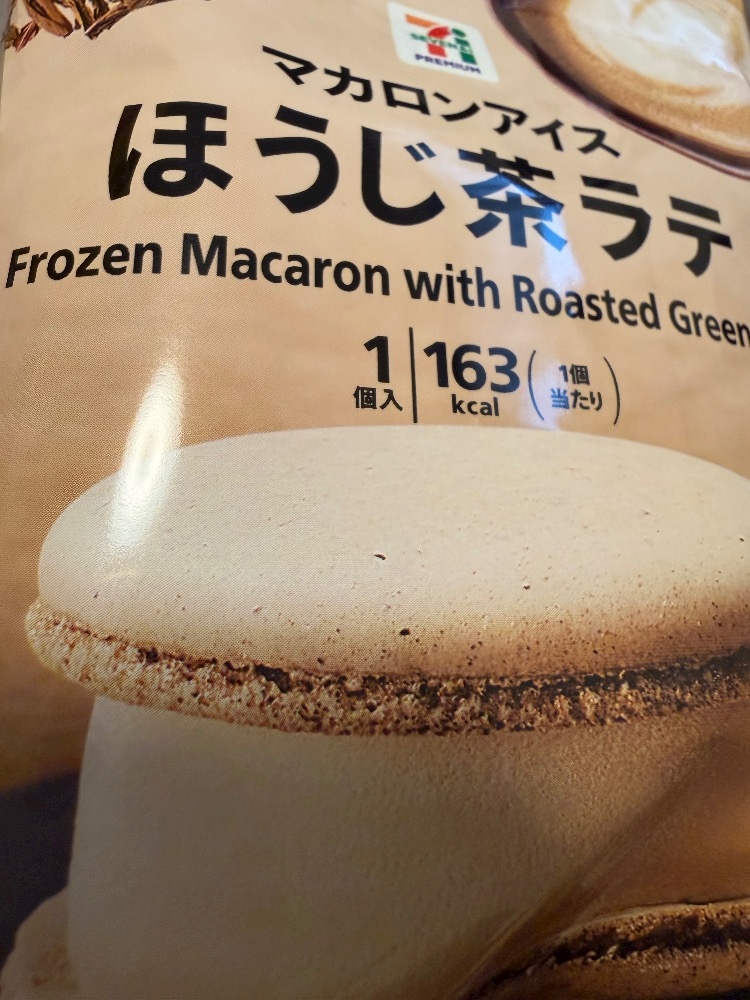 SEVEN
PREMIUM
マカロンアイス
ほうじ茶ラテ
Frozen Macaron with Roasted Green
1
個入
163
kcal
1個
当たり